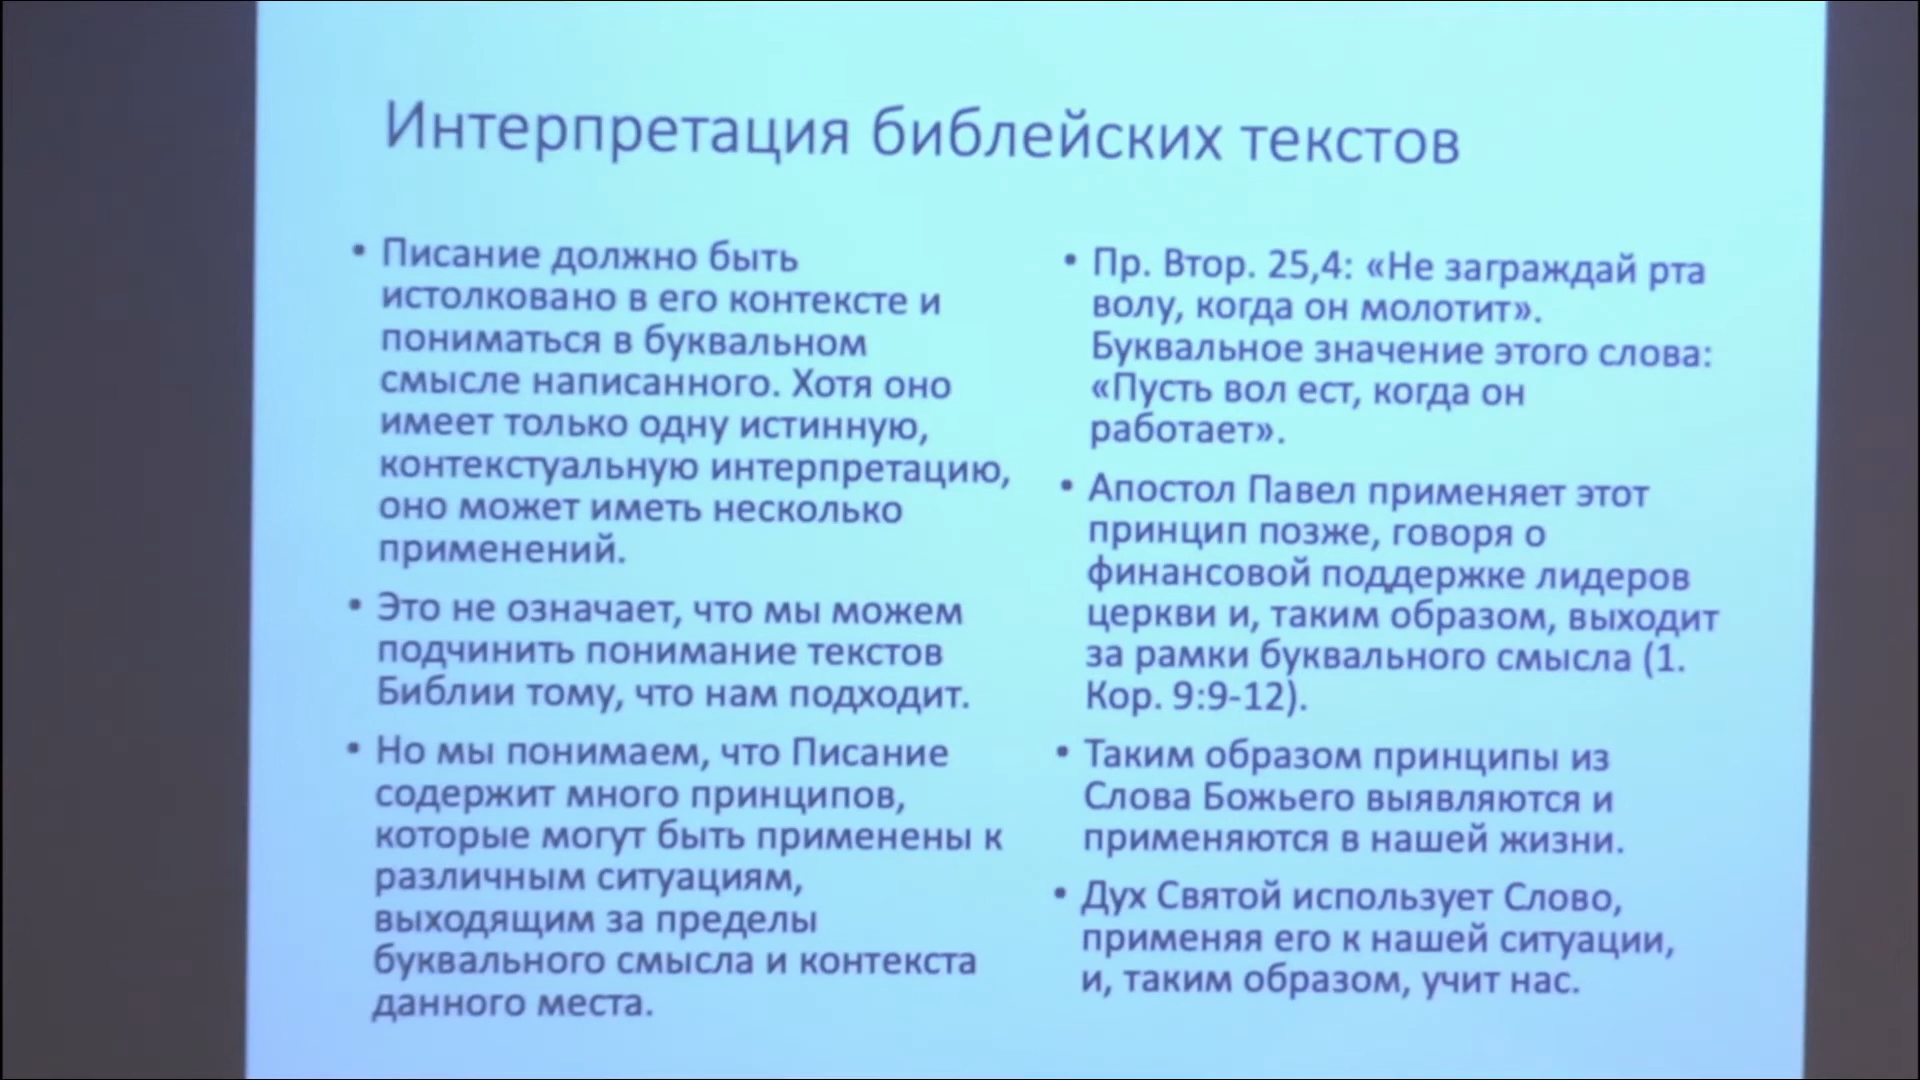 Интерпретация библейских текстов
• Писание должно быть
истолковано в его контексте и
пониматься в буквальном
смысле написанного. Хотя оно
имеет только одну истинную,
контекстуальную интерпретацию,
оно может иметь несколько
применений.
• Это не означает, что мы можем
подчинить понимание текстов
Библии тому, что нам подходит.
• Но мы понимаем, что Писание
содержит много принципов,
которые могут быть применены к
различным ситуациям,
выходящим за пределы
буквального смысла и контекста
данного места.
• Пр. Втор. 25,4: «Не заграждай рта
волу, когда он молотит».
Буквальное значение этого слова:
«Пусть вол ест, когда он
работает».
• Апостол Павел применяет этот
принцип позже, говоря о
финансовой поддержке лидеров
церкви и, таким образом, выходит
за рамки буквального смысла (1.
Кор. 9:9-12).
• Таким образом принципы из
Слова Божьего выявляются и
применяются в нашей жизни.
• Дух Святой использует Слово,
применяя его к нашей ситуации,
и, таким образом, учит нас.